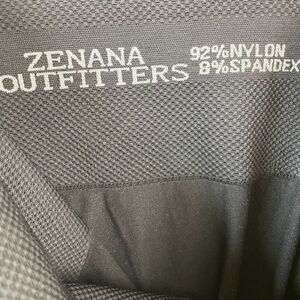 ZENANA
OUTFITTERS
92%NYLON
8%SPANDEX